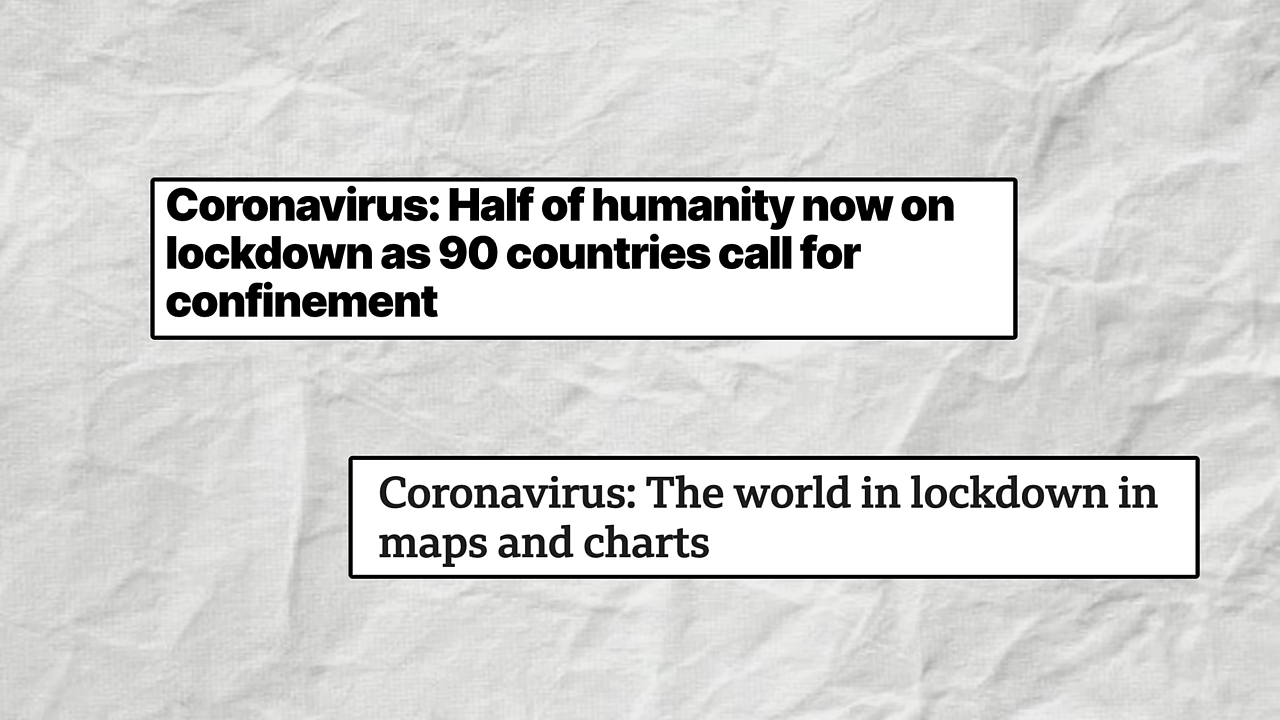 Coronavirus: Half of humanity now on
lockdown as 90 countries call for
confinement
Coronavirus: The world in lockdown in
maps and charts